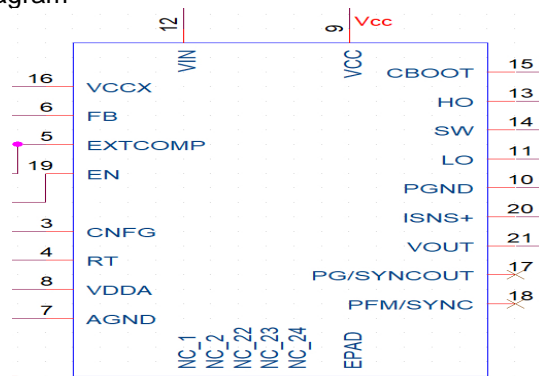 agram
12
9
Vcc
VIN
VCC
16 VCCX
6 FB
5 EXTCOMP
19 EN
3 CNFG
4 RT
8 VDDA
7 AGND
CBOOT 15
HO 13
SW 14
LO 11
PGND 10
ISNS+ 20
VOUT 21
PG/SYNCOUT 17
PFM/SYNC 18
NC_1
NC_2
NC_22
NC_23
NC_24
EPAD